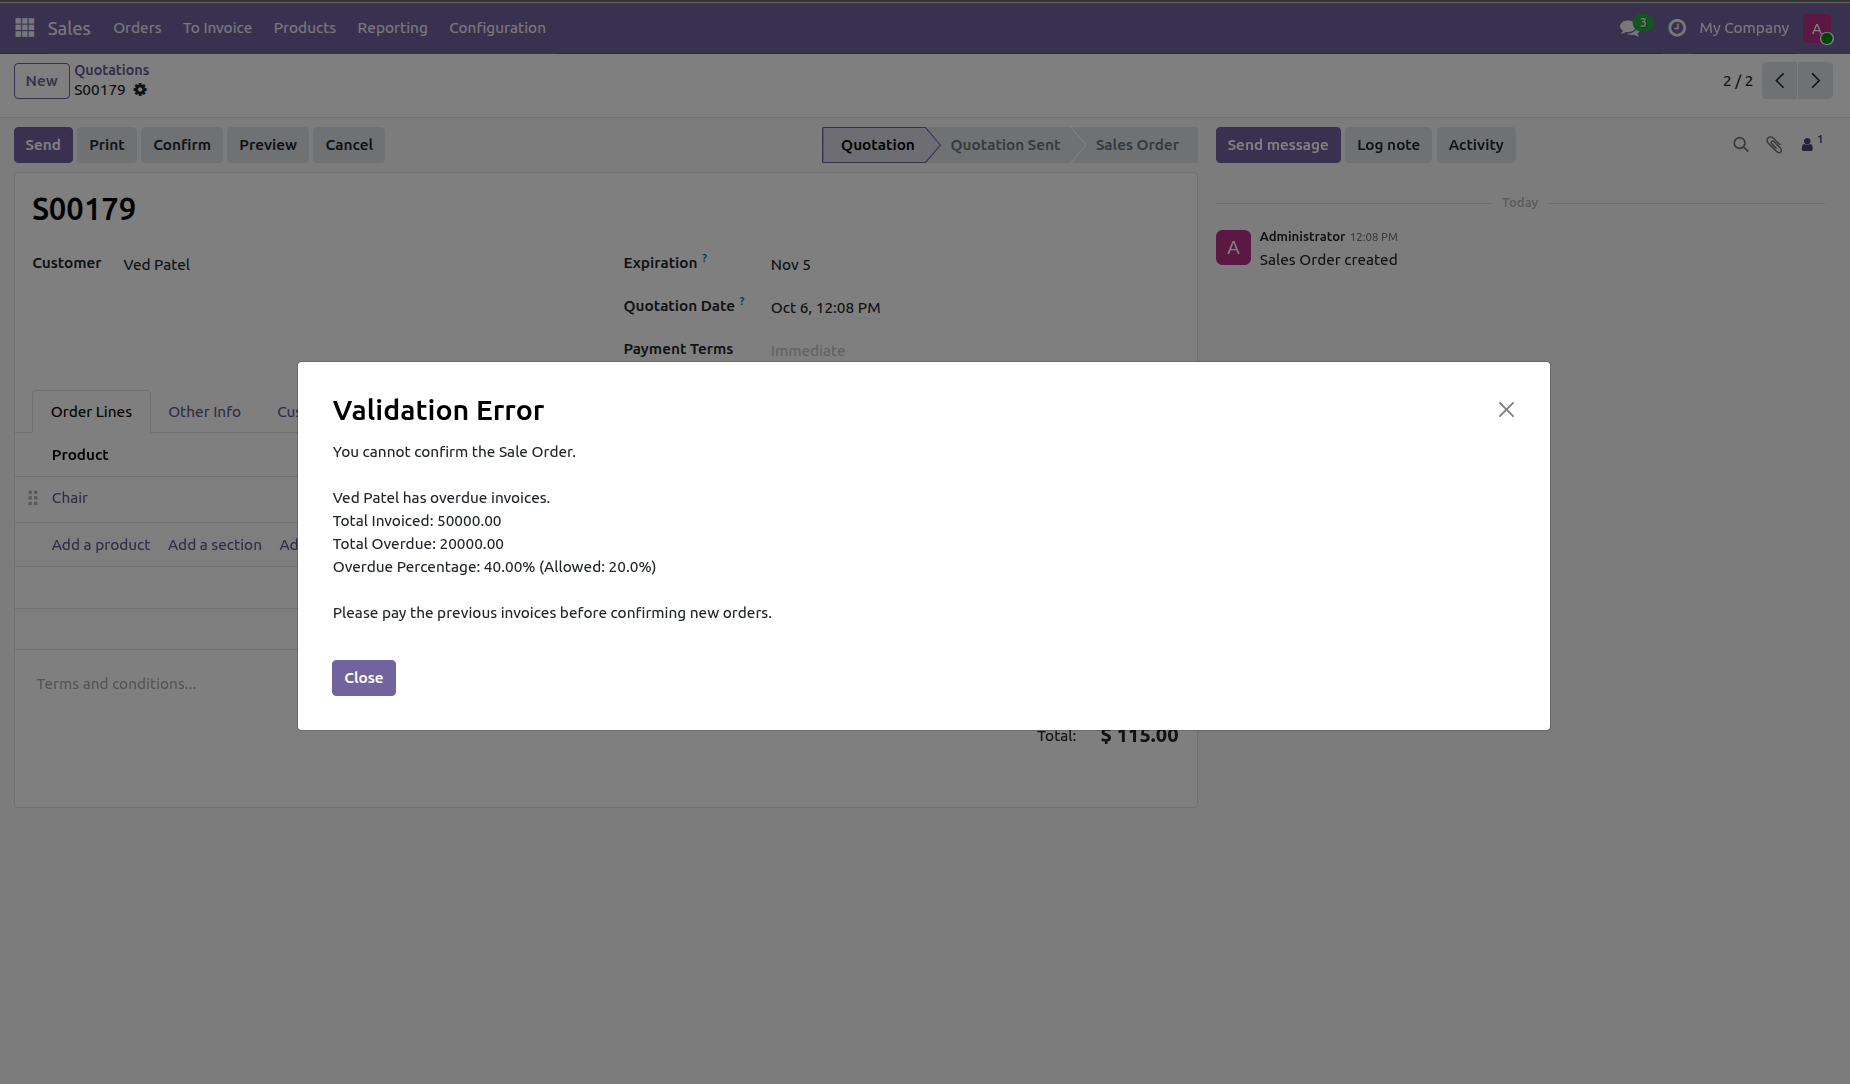 Sales Orders To Invoice Products Reporting Configuration 3 My Company A
New Quotations
S00179
2 / 2
Send Print Confirm Preview Cancel Quotation Quotation Sent Sales Order Send message Log note Activity 1
S00179
Customer Ved Patel
Expiration ? Nov 5
Quotation Date ? Oct 6, 12:08 PM
Payment Terms Immediate
Today
A Administrator 12:08 PM
Sales Order created
Order Lines Other Info
Product
Chair
Add a product Add a section
Terms and conditions...
Validation Error
You cannot confirm the Sale Order.
Ved Patel has overdue invoices.
Total Invoiced: 50000.00
Total Overdue: 20000.00
Overdue Percentage: 40.00% (Allowed: 20.0%)
Please pay the previous invoices before confirming new orders.
Close
Total: $ 115.00